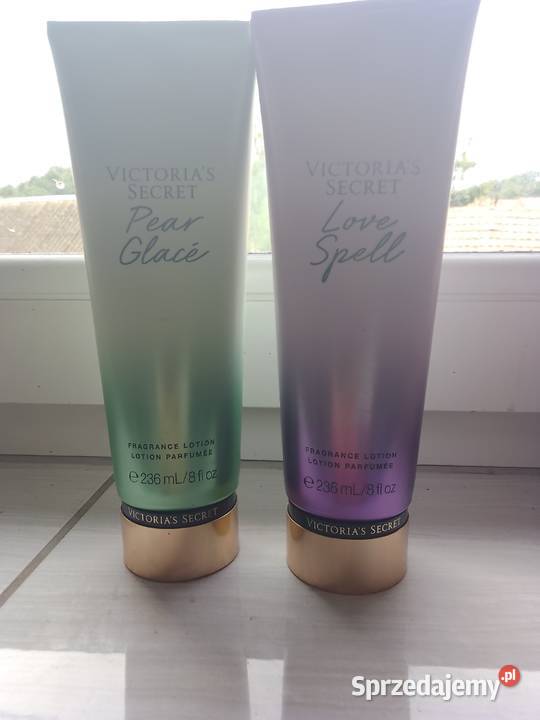 VICTORIA'S
SECRET
Pear
Glacé
FRAGRANCE LOTION
LOTION PARFUMÉE
℮ 236 mL/8 fl oz
VICTORIA'S SECRET
VICTORIA'S
SECRET
Love
Spell
FRAGRANCE LOTION
LOTION PARFUMÉE
℮ 236 mL/8 fl oz
VICTORIA'S SECRET
Sprzedajemy.pl